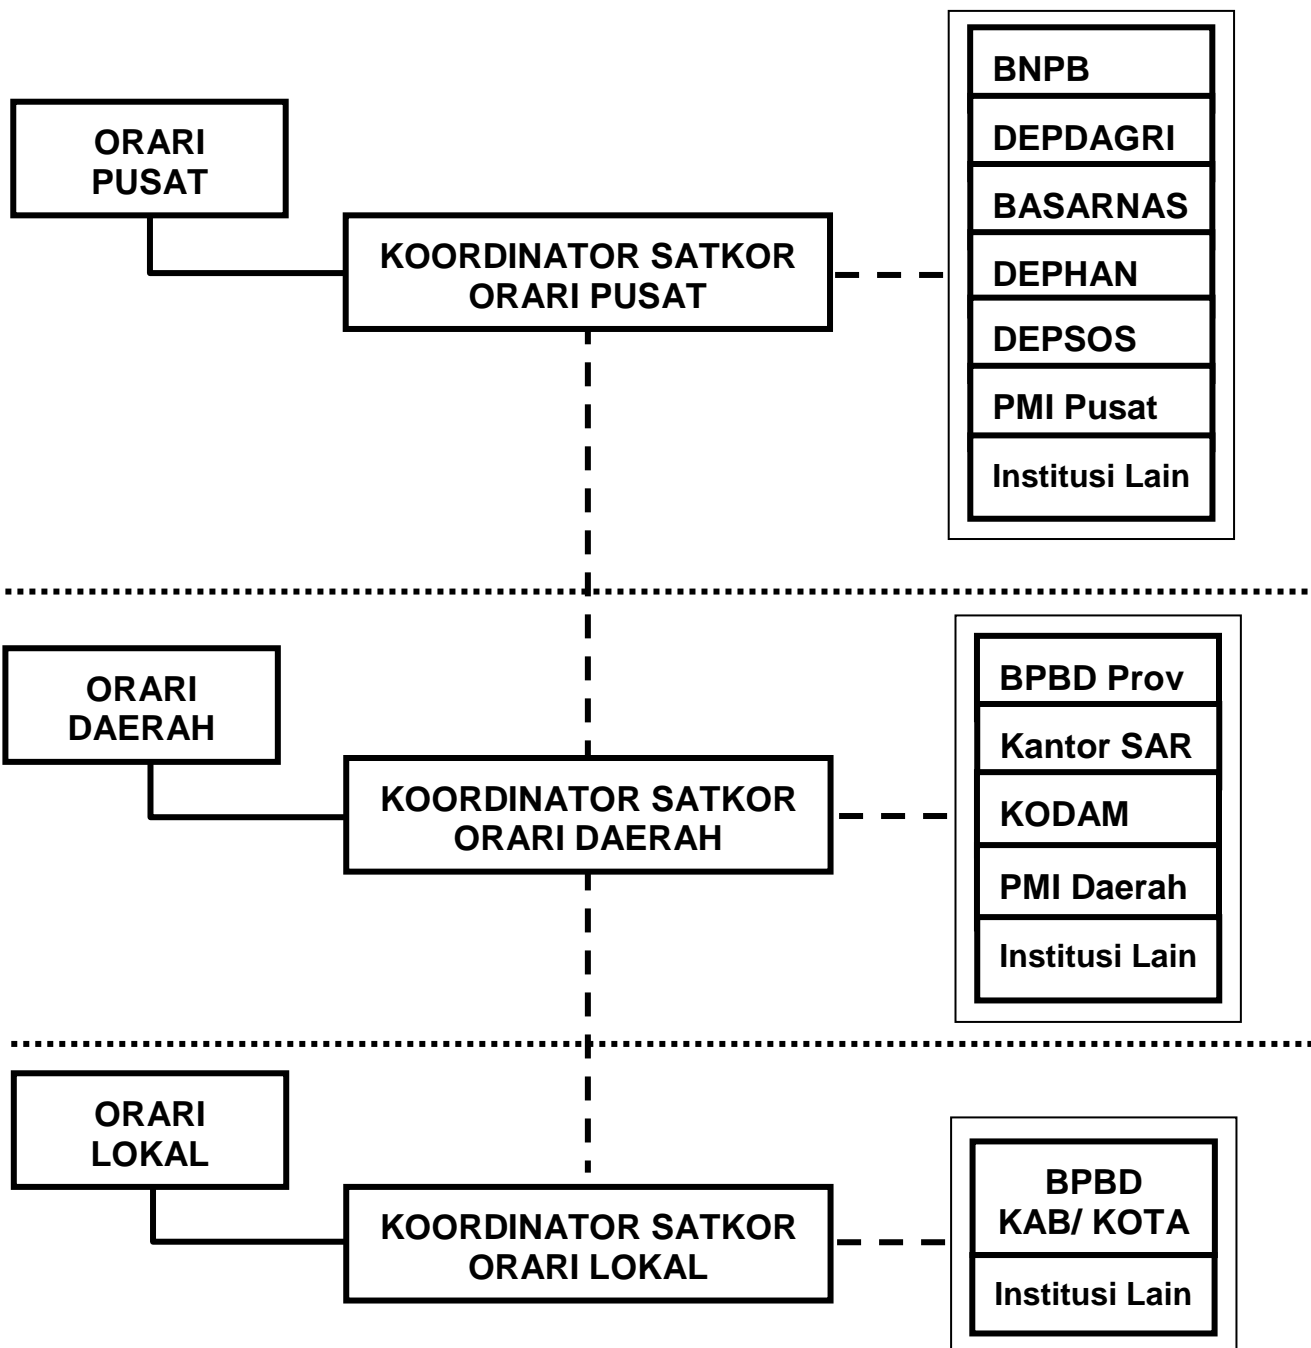 ORARI
PUSAT
KOORDINATOR SATKOR
ORARI PUSAT
BNPB
DEPDAGRI
BASARNAS
DEPHAN
DEPSOS
PMI Pusat
Institusi Lain
ORARI
DAERAH
KOORDINATOR SATKOR
ORARI DAERAH
BPBD Prov
Kantor SAR
KODAM
PMI Daerah
Institusi Lain
ORARI
LOKAL
KOORDINATOR SATKOR
ORARI LOKAL
BPBD
KAB/ KOTA
Institusi Lain